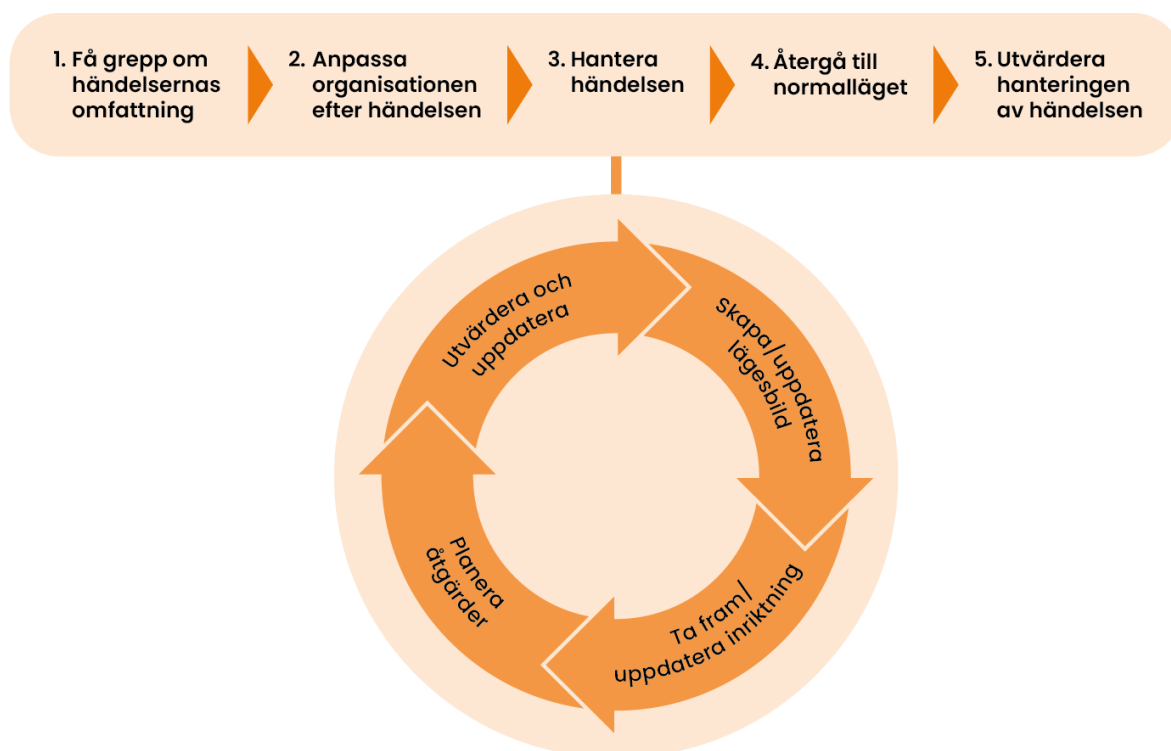 1. Få grepp om
händelsernas
omfattning
2. Anpassa
organisationen
efter händelsen
3. Hantera
händelsen
4. Återgå till
normalläget
5. Utvärdera
hanteringen
av händelsen
Utvärdera och
uppdatera
Skapa/uppdatera
lägesbild
Ta fram/
uppdatera inriktning
Planera
åtgärder